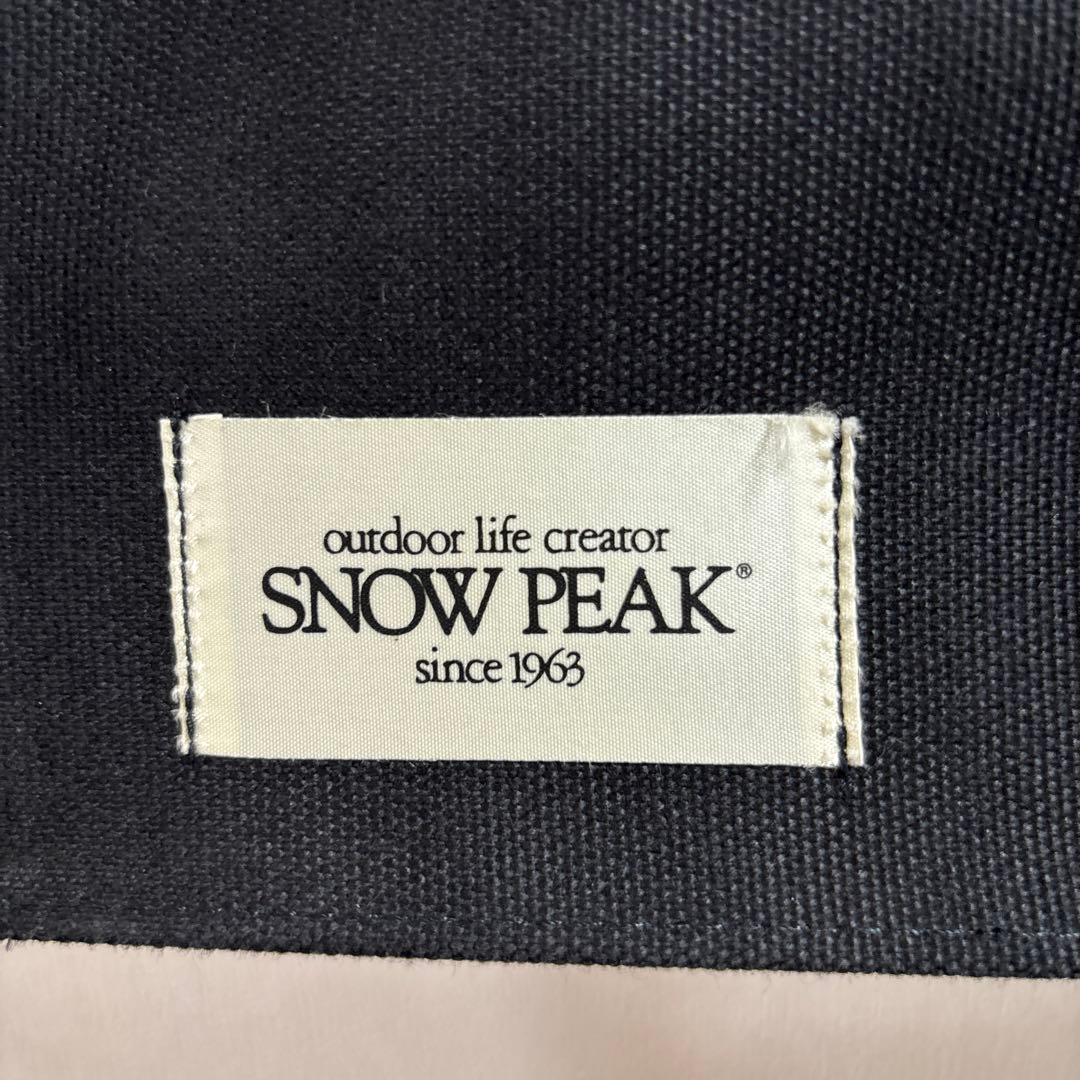 outdoor life creator
SNOW PEAK®
since 1963